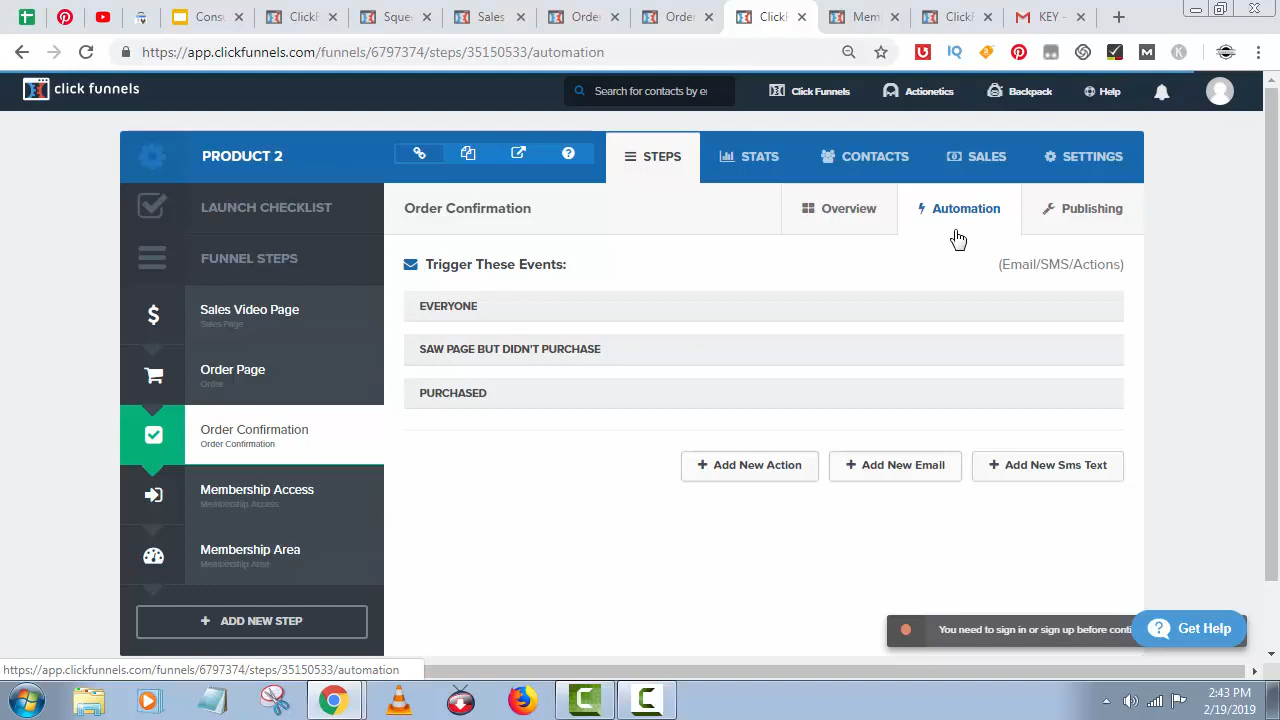 Consu
ClickF
Sque
Sales
Orde
Order
ClickF
Mem
Click
KEY -
https://app.clickfunnels.com/funnels/6797374/steps/35150533/automation
click funnels
Search for contacts by e
Click Funnels
Actionetics
Backpack
Help
PRODUCT 2
STEPS
STATS
CONTACTS
SALES
SETTINGS
LAUNCH CHECKLIST
Order Confirmation
Overview
Automation
Publishing
FUNNEL STEPS
Trigger These Events:
(Email/SMS/Actions)
Sales Video Page
Sales Page
EVERYONE
SAW PAGE BUT DIDN'T PURCHASE
Order Page
Order
PURCHASED
Order Confirmation
Order Confirmation
+ Add New Action
+ Add New Email
+ Add New Sms Text
Membership Access
Membership Access
Membership Area
Membership Area
+ ADD NEW STEP
You need to sign in or sign up before conti
Get Help
https://app.clickfunnels.com/funnels/6797374/steps/35150533/automation
2:43 PM
2/19/2019